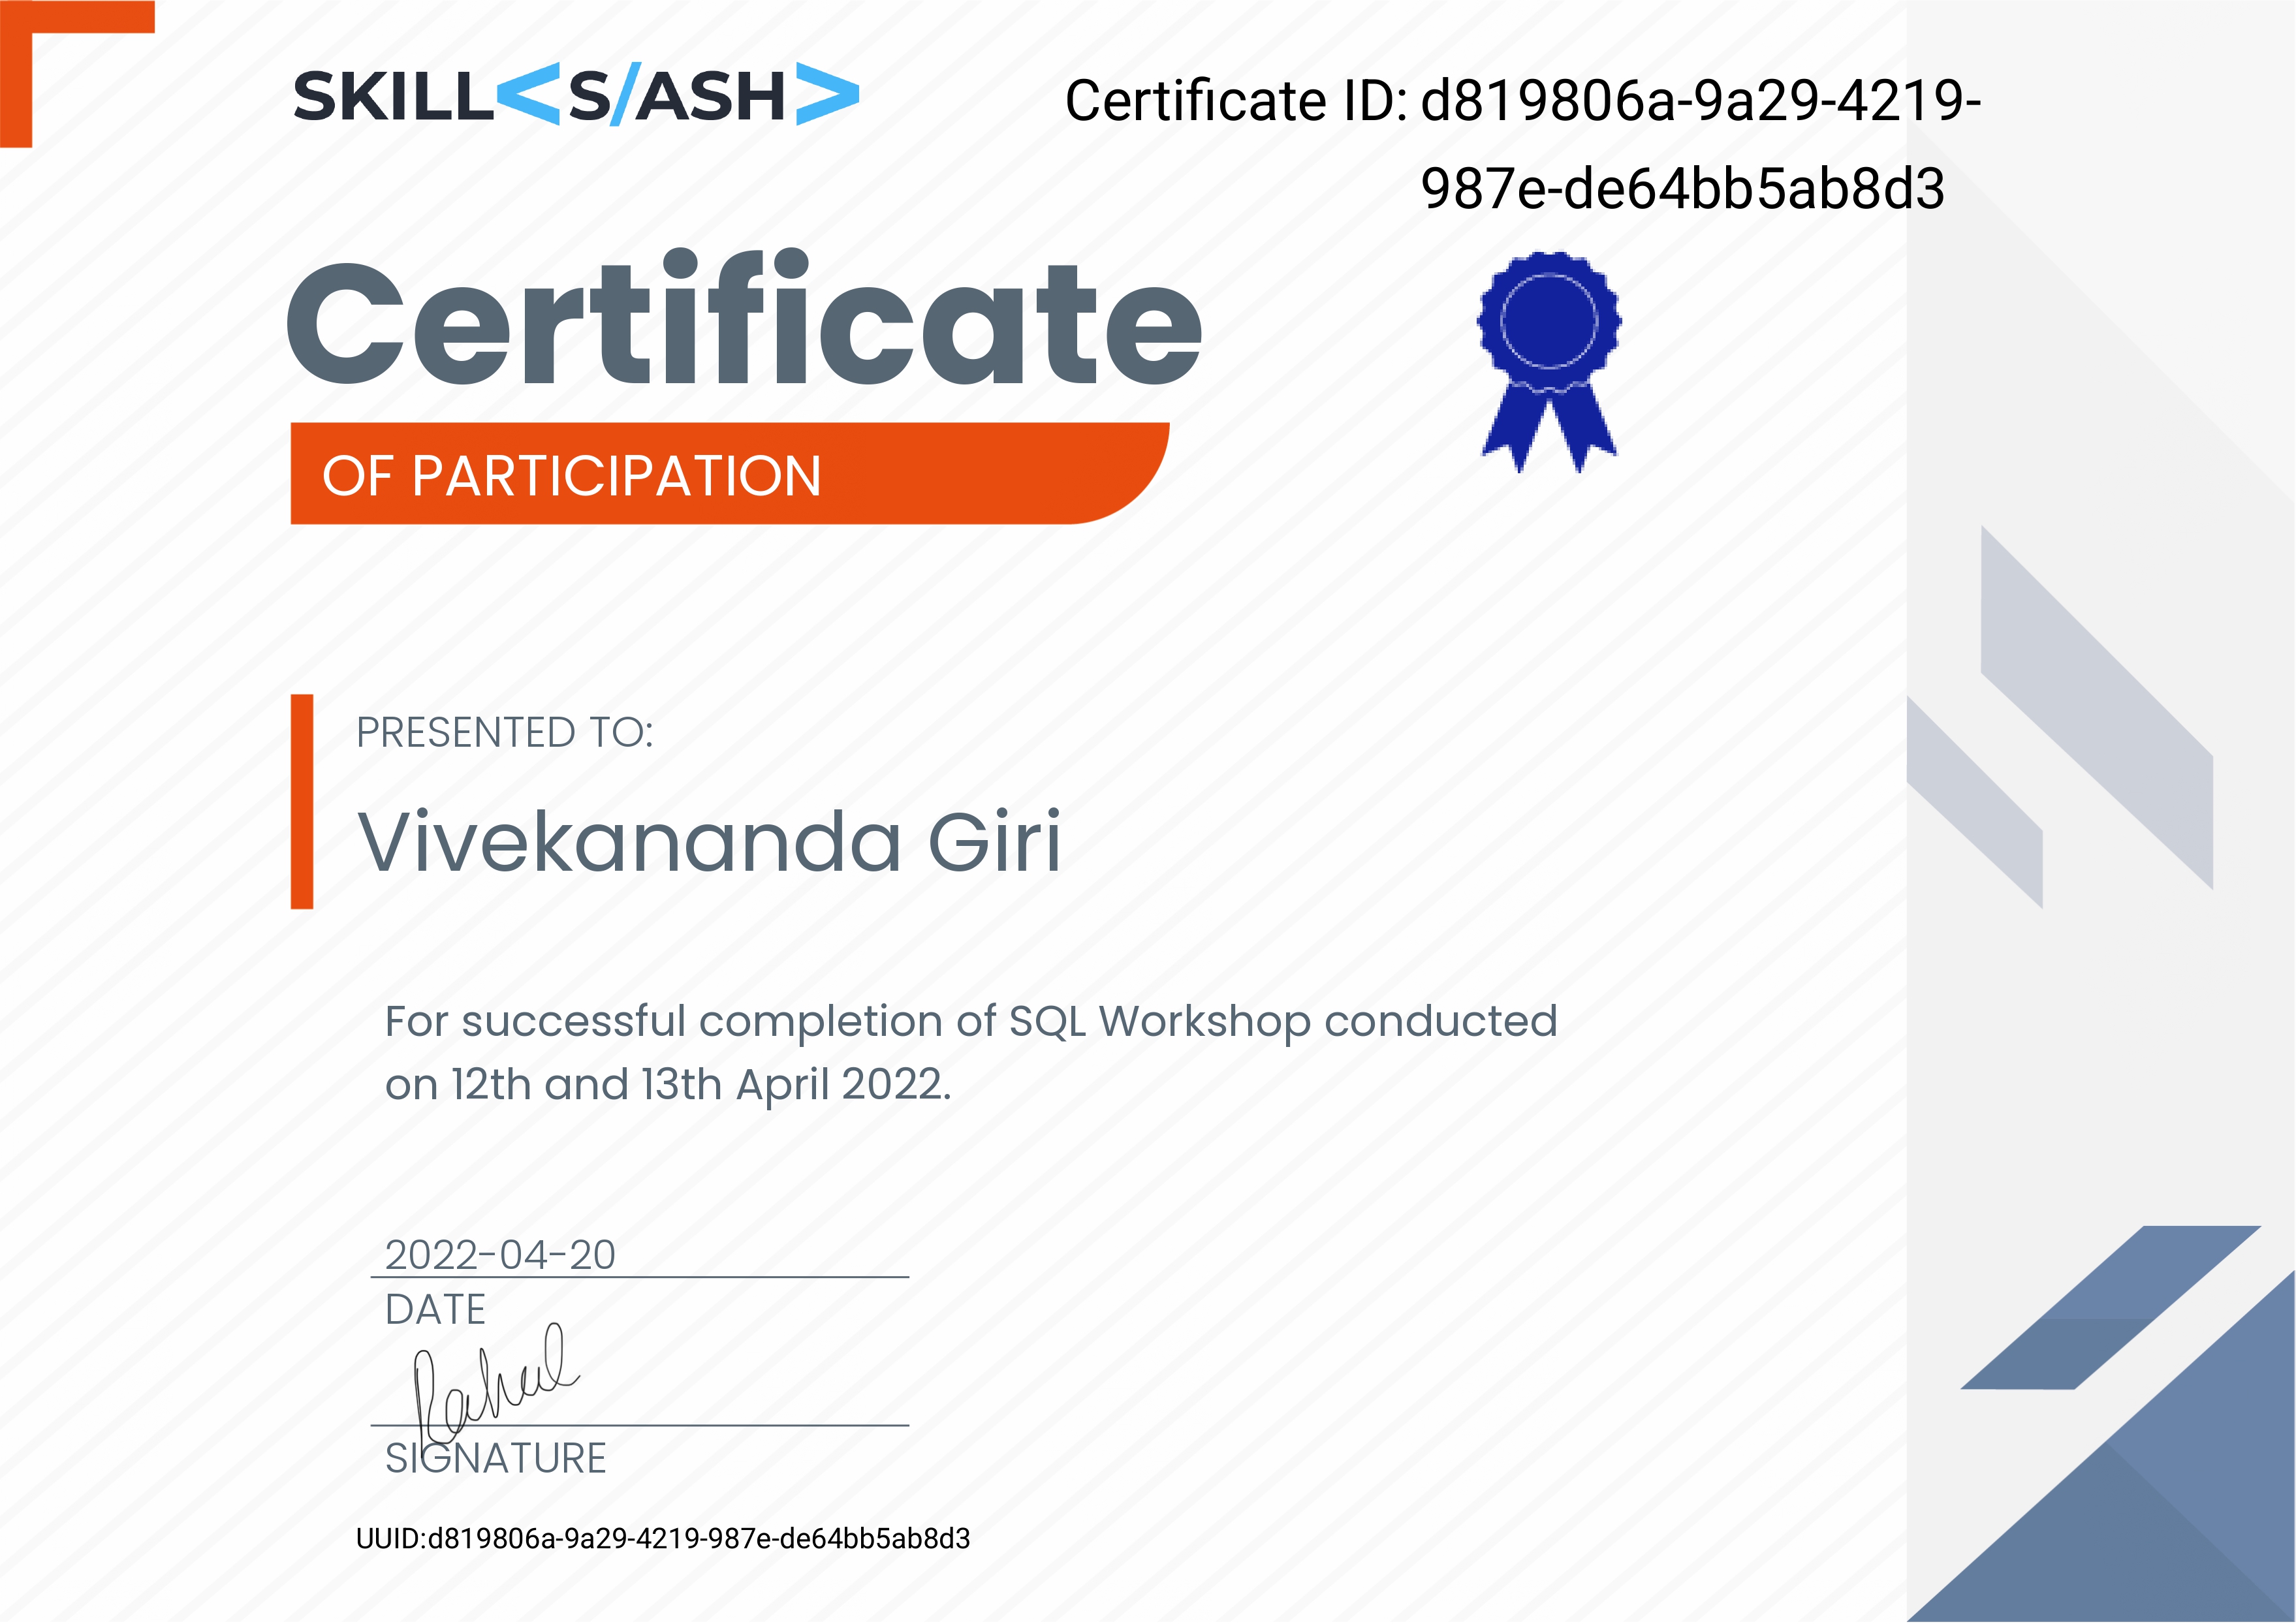 SKILL<S/ASH>
Certificate ID: d819806a-9a29-4219-
987e-de64bb5ab8d3
Certificate
OF PARTICIPATION
PRESENTED TO:
Vivekananda Giri
For successful completion of SQL Workshop conducted
on 12th and 13th April 2022.
2022-04-20
DATE
Rahul
SIGNATURE
UUID:d819806a-9a29-4219-987e-de64bb5ab8d3